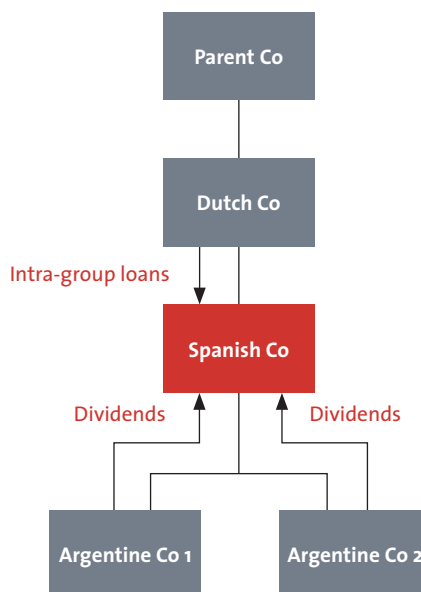 Parent Co
Dutch Co
Intra-group loans
Spanish Co
Dividends
Dividends
Argentine Co 1
Argentine Co 2